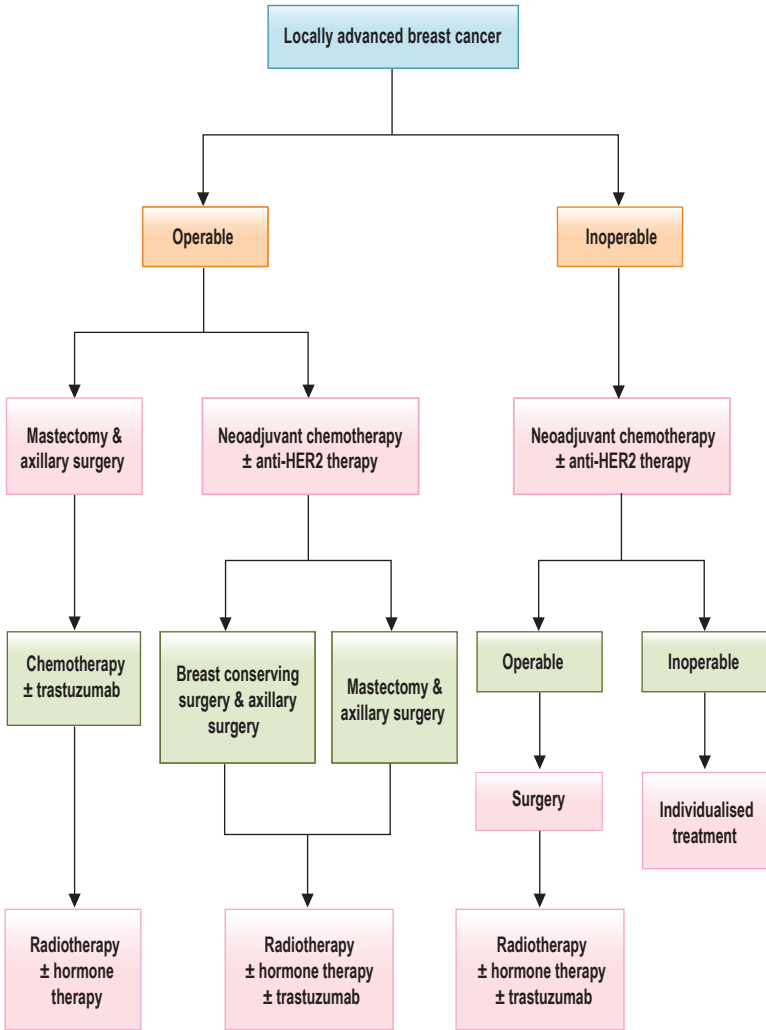 Locally advanced breast cancer
Operable
Inoperable
Mastectomy &
axillary surgery
Neoadjuvant chemotherapy
± anti-HER2 therapy
Neoadjuvant chemotherapy
± anti-HER2 therapy
Chemotherapy
± trastuzumab
Breast conserving
surgery & axillary
surgery
Mastectomy &
axillary surgery
Operable
Inoperable
Surgery
Individualised
treatment
Radiotherapy
± hormone
therapy
Radiotherapy
± hormone therapy
± trastuzumab
Radiotherapy
± hormone therapy
± trastuzumab